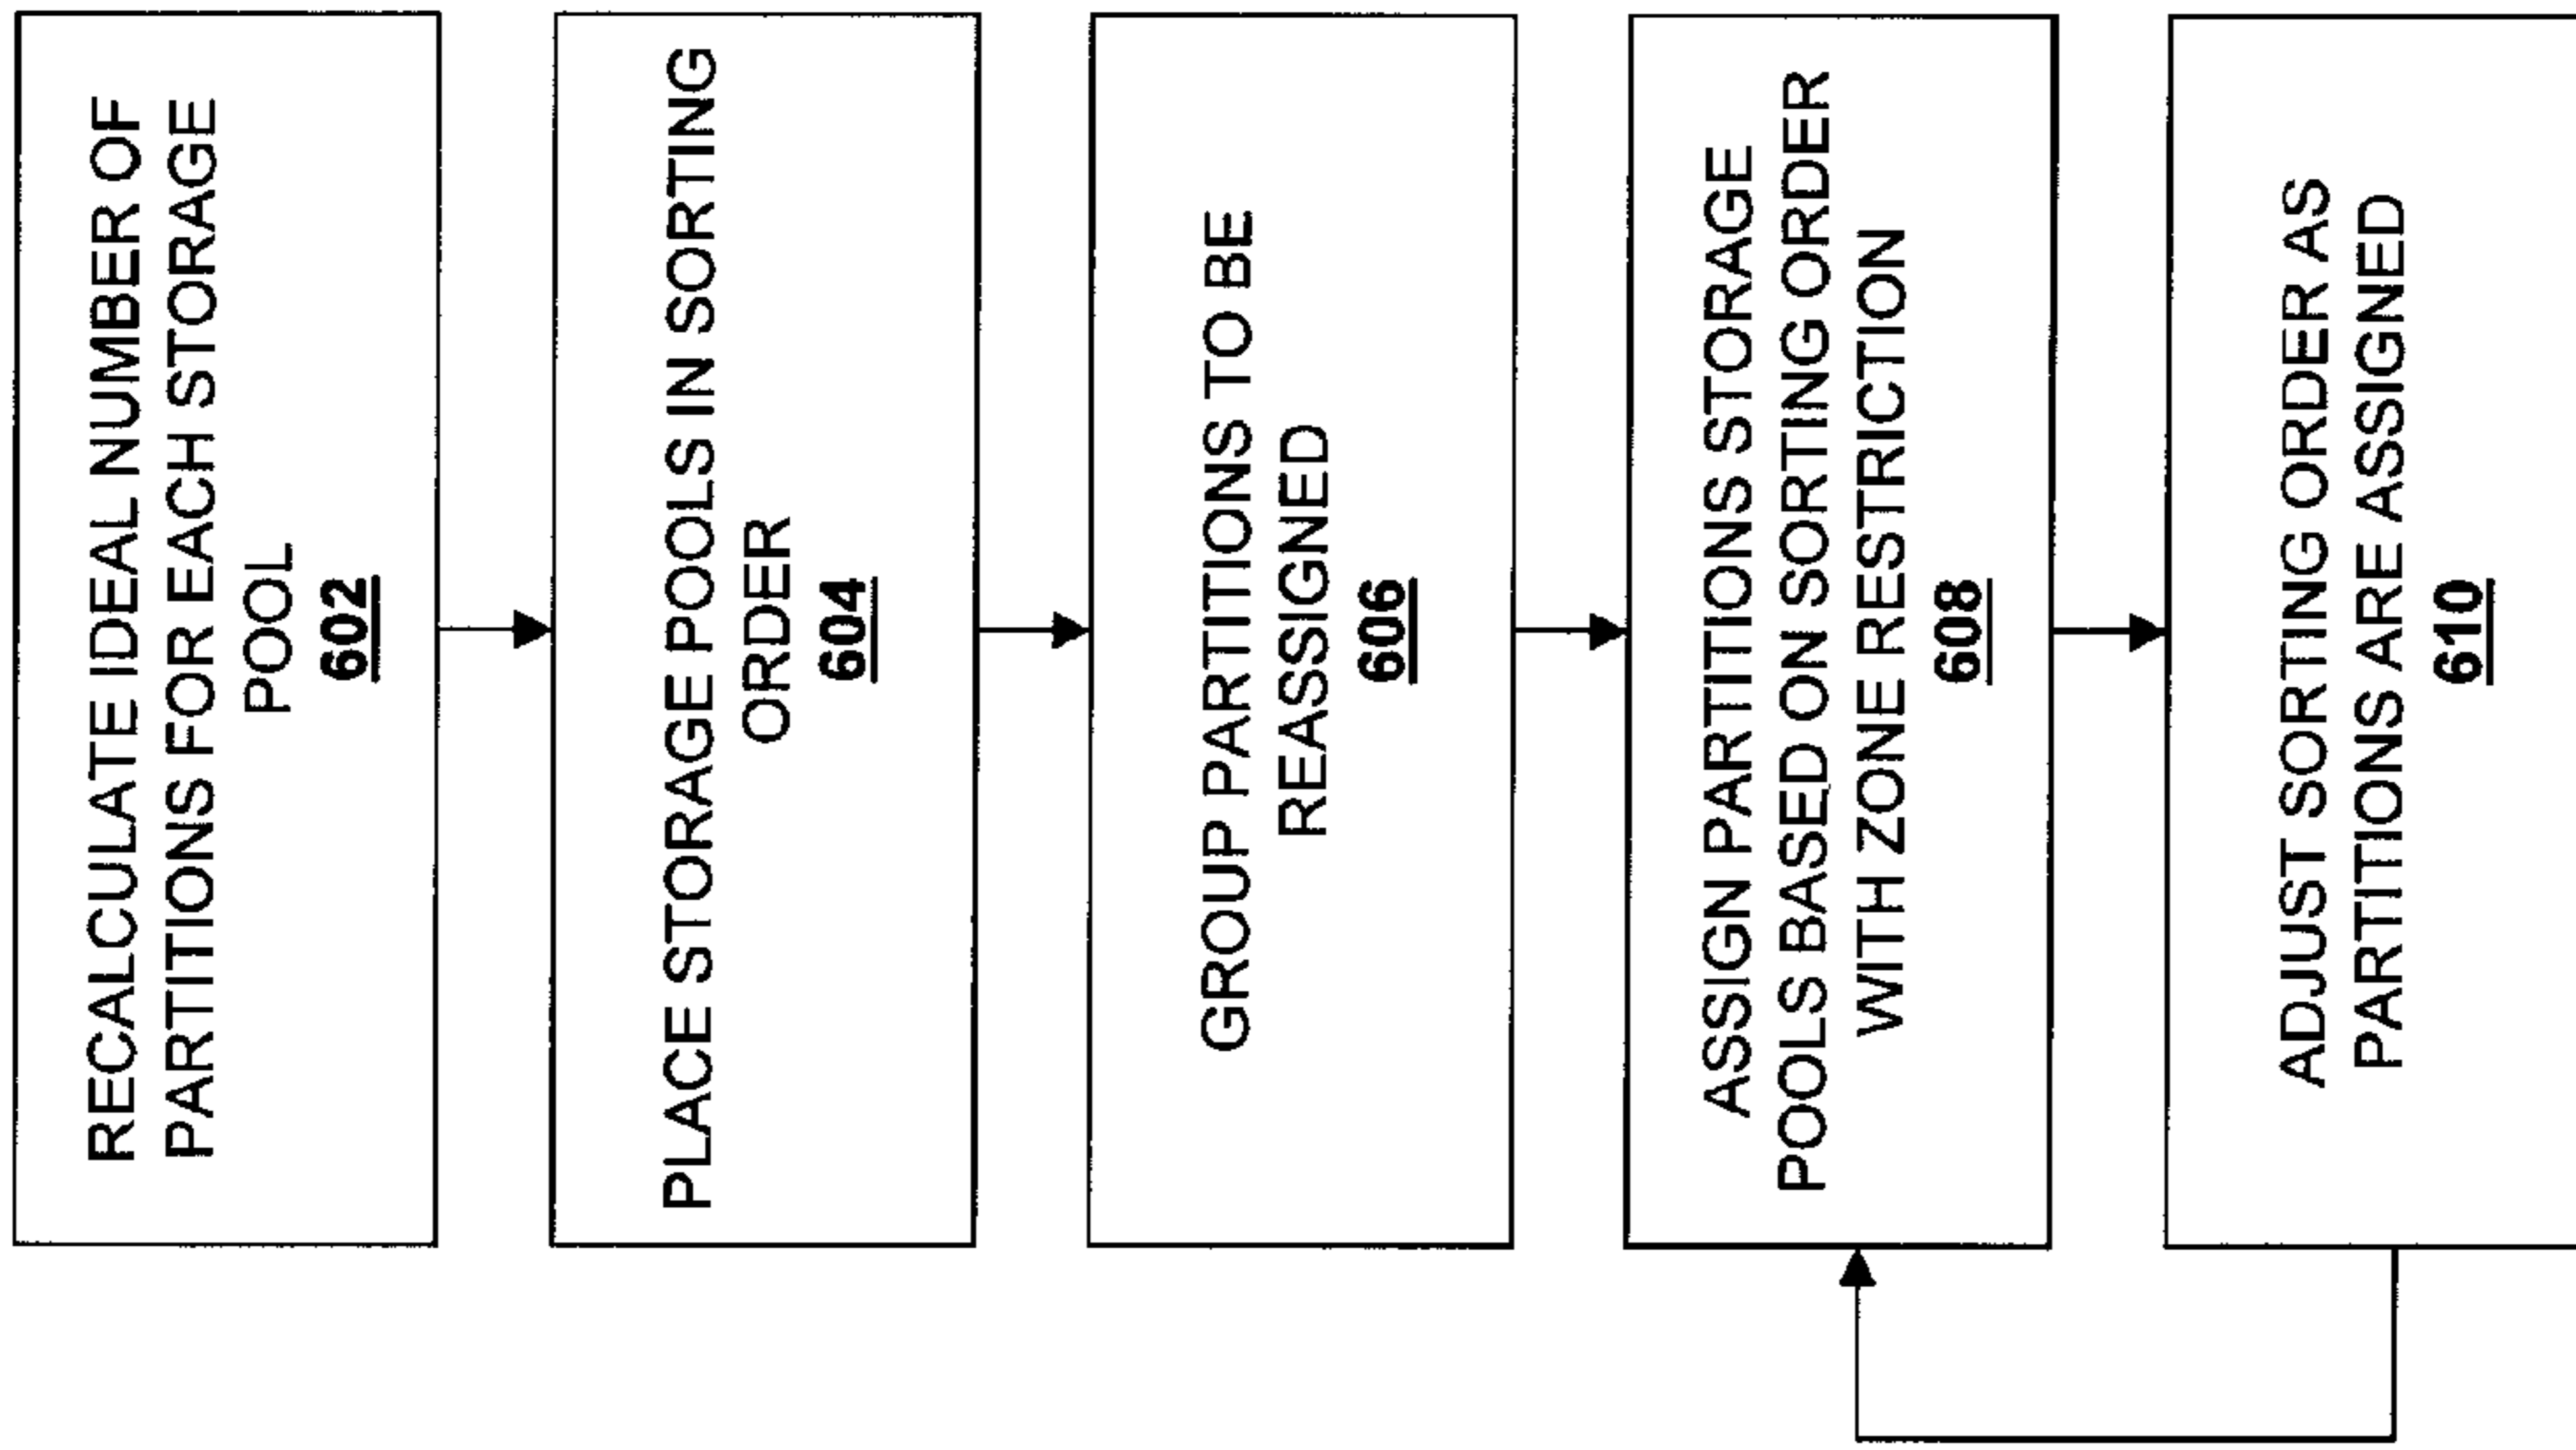 RECALCULATE IDEAL NUMBER OF
PARTITIONS FOR EACH STORAGE
POOL
602
PLACE STORAGE POOLS IN SORTING
ORDER
604
GROUP PARTITIONS TO BE
REASSIGNED
606
ASSIGN PARTITIONS STORAGE
POOLS BASED ON SORTING ORDER
WITH ZONE RESTRICTION
608
ADJUST SORTING ORDER AS
PARTITIONS ARE ASSIGNED
610